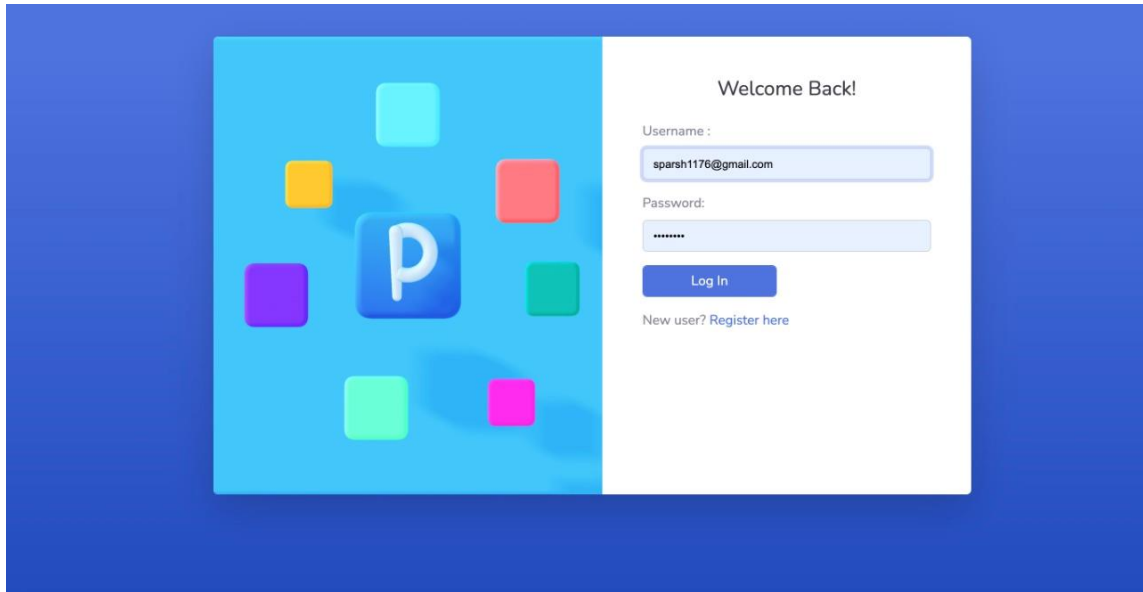 p
Welcome Back!
Username :
sparsh1176@gmail.com
Password:
••••••••
Log In
New user? Register here